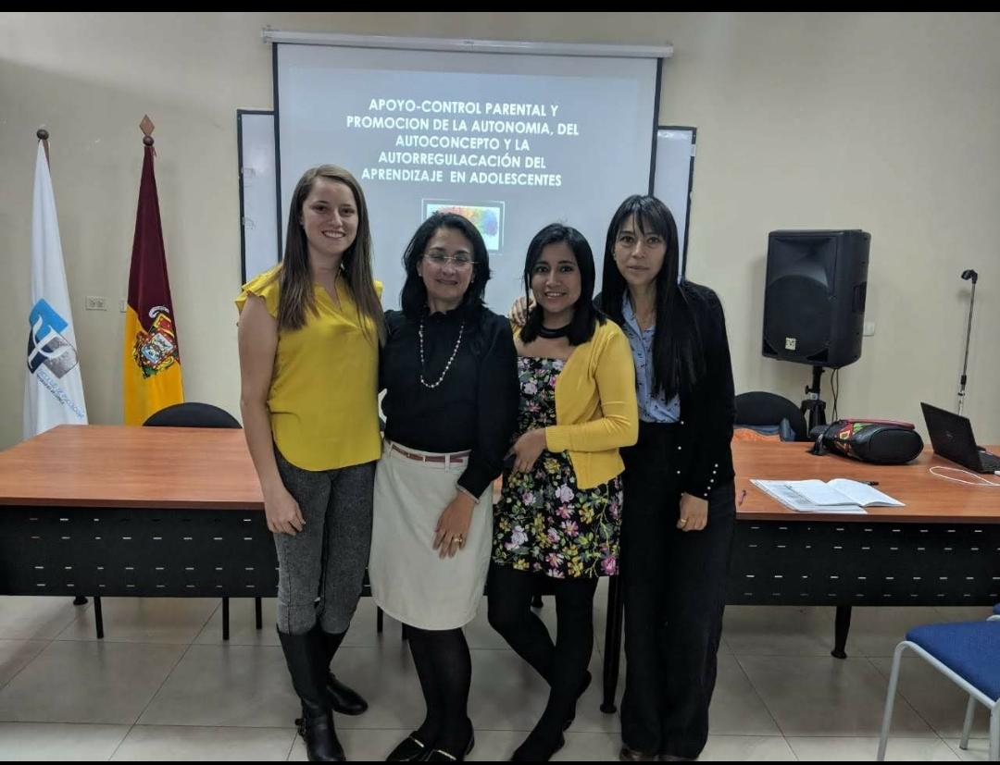 APOYO-CONTROL PARENTAL Y
PROMOCION DE LA AUTONOMIA, DEL
AUTOCONCEPTO Y LA
AUTORREGULACACIÓN DEL
APRENDIZAJE EN ADOLESCENTES